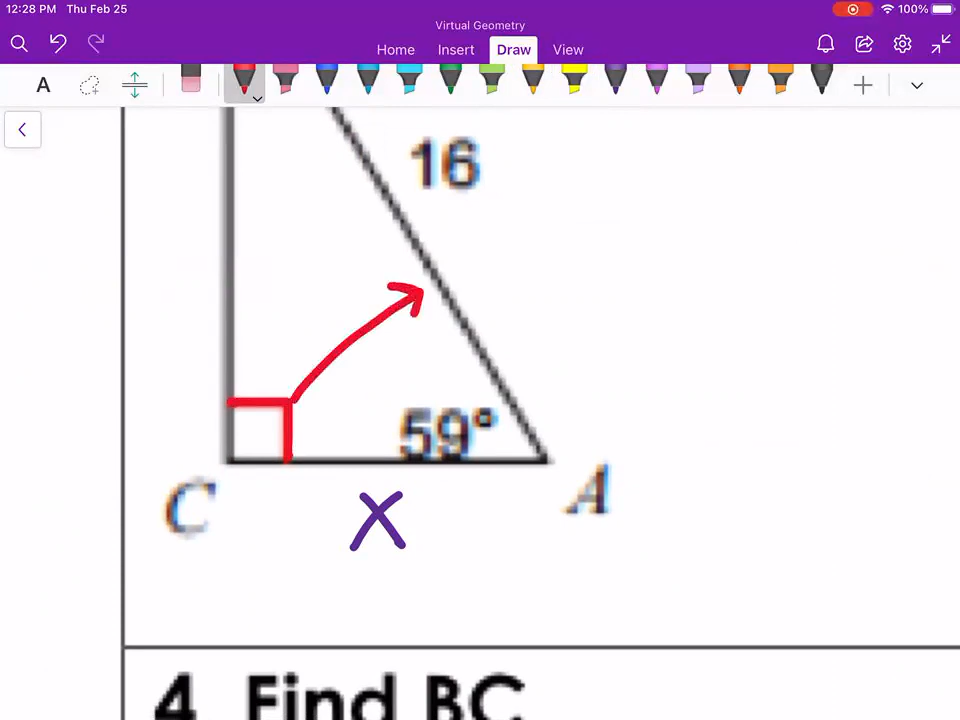 12:28 PM Thu Feb 25
100%
Virtual Geometry
Home Insert Draw View
A
16
59°
C
X
A
4. Find BC